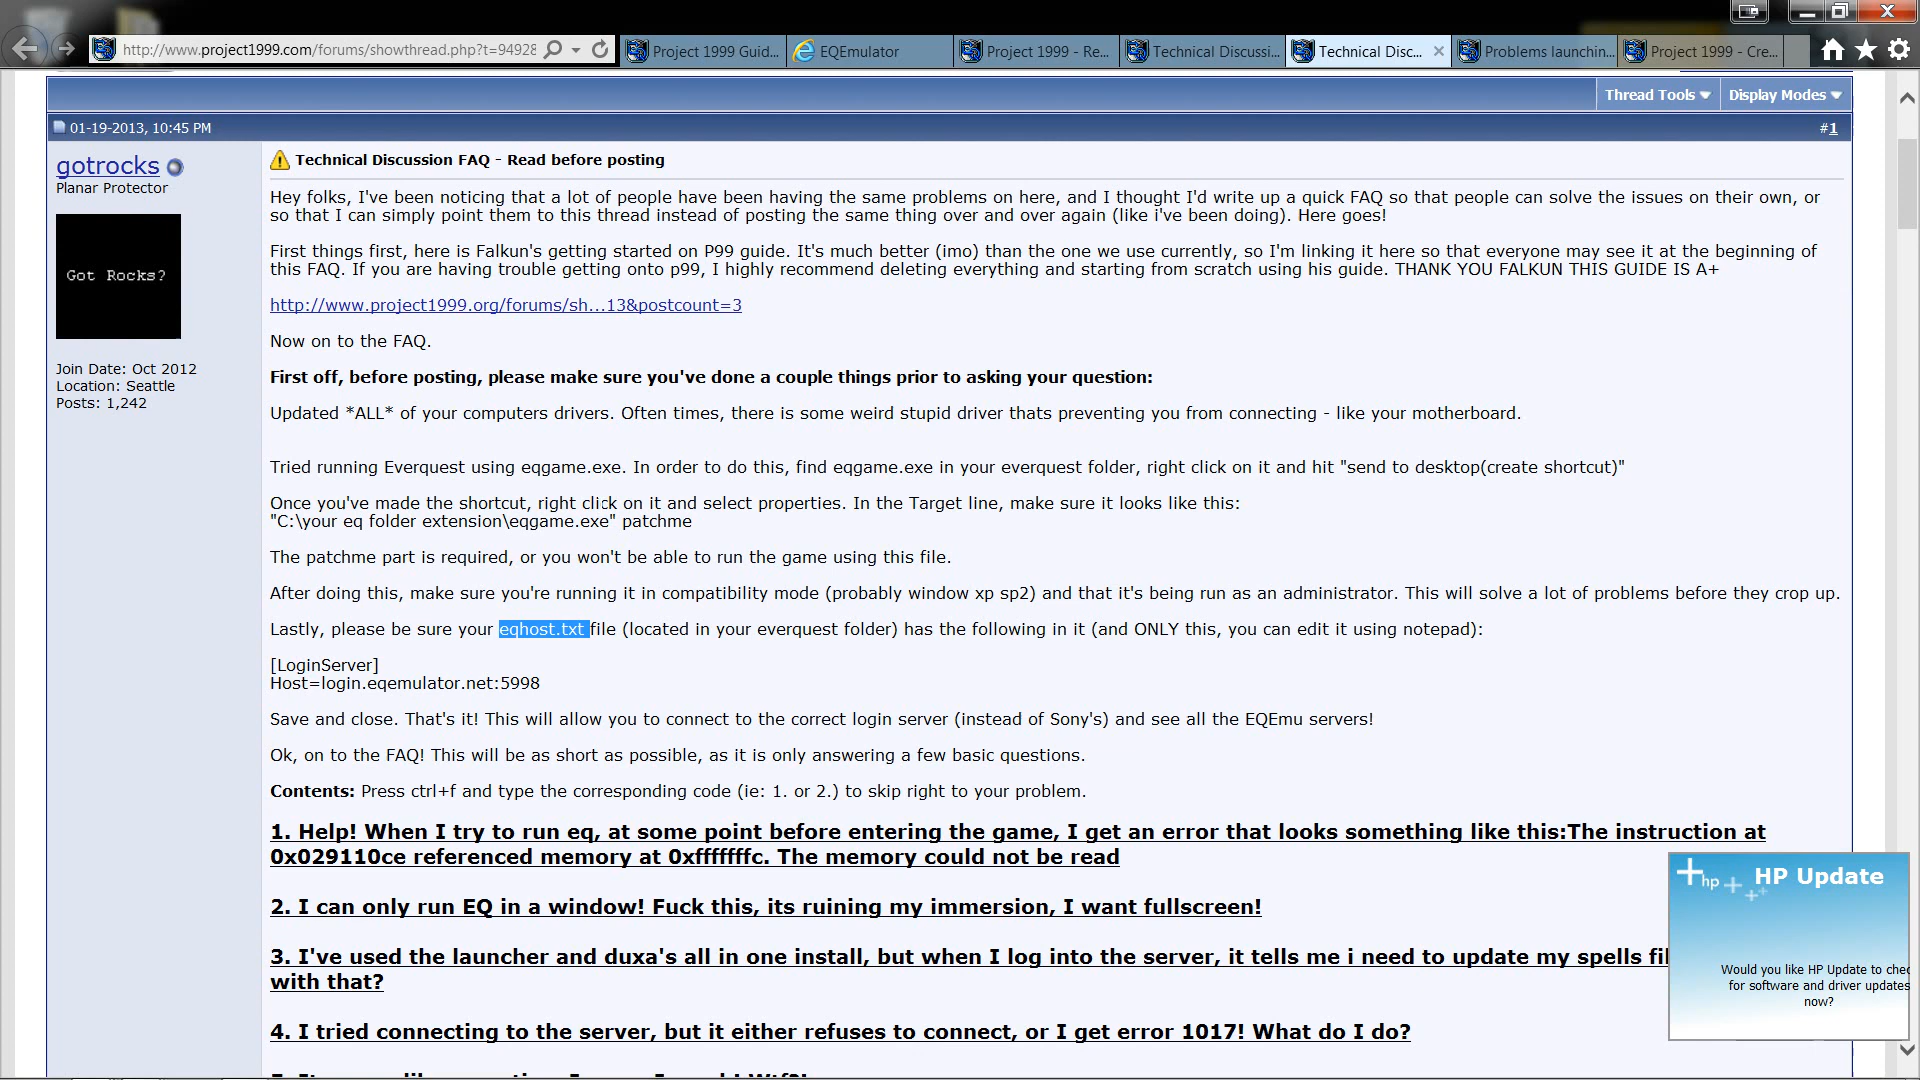 http://www.project1999.com/forums/showthread.php?t=94928
Project 1999 Guid...
EQEmulator
Project 1999 - Re...
Technical Discussi...
Technical Disc...
Problems launchin...
Project 1999 - Cre...
Thread Tools
Display Modes
01-19-2013, 10:45 PM
#1
gotrocks
Planar Protector
Got Rocks?
Join Date: Oct 2012
Location: Seattle
Posts: 1,242
Technical Discussion FAQ - Read before posting
Hey folks, I've been noticing that a lot of people have been having the same problems on here, and I thought I'd write up a quick FAQ so that people can solve the issues on their own, or
so that I can simply point them to this thread instead of posting the same thing over and over again (like i've been doing). Here goes!
First things first, here is Falkun's getting started on P99 guide. It's much better (imo) than the one we use currently, so I'm linking it here so that everyone may see it at the beginning of
this FAQ. If you are having trouble getting onto p99, I highly recommend deleting everything and starting from scratch using his guide. THANK YOU FALKUN THIS GUIDE IS A+
http://www.project1999.org/forums/sh...13&postcount=3
Now on to the FAQ.
First off, before posting, please make sure you've done a couple things prior to asking your question:
Updated *ALL* of your computers drivers. Often times, there is some weird stupid driver thats preventing you from connecting - like your motherboard.
Tried running Everquest using eqgame.exe. In order to do this, find eqgame.exe in your everquest folder, right click on it and hit "send to desktop(create shortcut)"
Once you've made the shortcut, right click on it and select properties. In the Target line, make sure it looks like this:
"C:\your eq folder extension\eqgame.exe" patchme
The patchme part is required, or you won't be able to run the game using this file.
After doing this, make sure you're running it in compatibility mode (probably window xp sp2) and that it's being run as an administrator. This will solve a lot of problems before they crop up.
Lastly, please be sure your eqhost.txt file (located in your everquest folder) has the following in it (and ONLY this, you can edit it using notepad):
[LoginServer]
Host=login.eqemulator.net:5998
Save and close. That's it! This will allow you to connect to the correct login server (instead of Sony's) and see all the EQEmu servers!
Ok, on to the FAQ! This will be as short as possible, as it is only answering a few basic questions.
Contents: Press ctrl+f and type the corresponding code (ie: 1. or 2.) to skip right to your problem.
1. Help! When I try to run eq, at some point before entering the game, I get an error that looks something like this:The instruction at
0x029110ce referenced memory at 0xfffffffc. The memory could not be read
2. I can only run EQ in a window! Fuck this, its ruining my immersion, I want fullscreen!
3. I've used the launcher and duxa's all in one install, but when I log into the server, it tells me i need to update my spells fil
with that?
4. I tried connecting to the server, but it either refuses to connect, or I get error 1017! What do I do?
hp
HP Update
Would you like HP Update to chec
for software and driver updates
now?